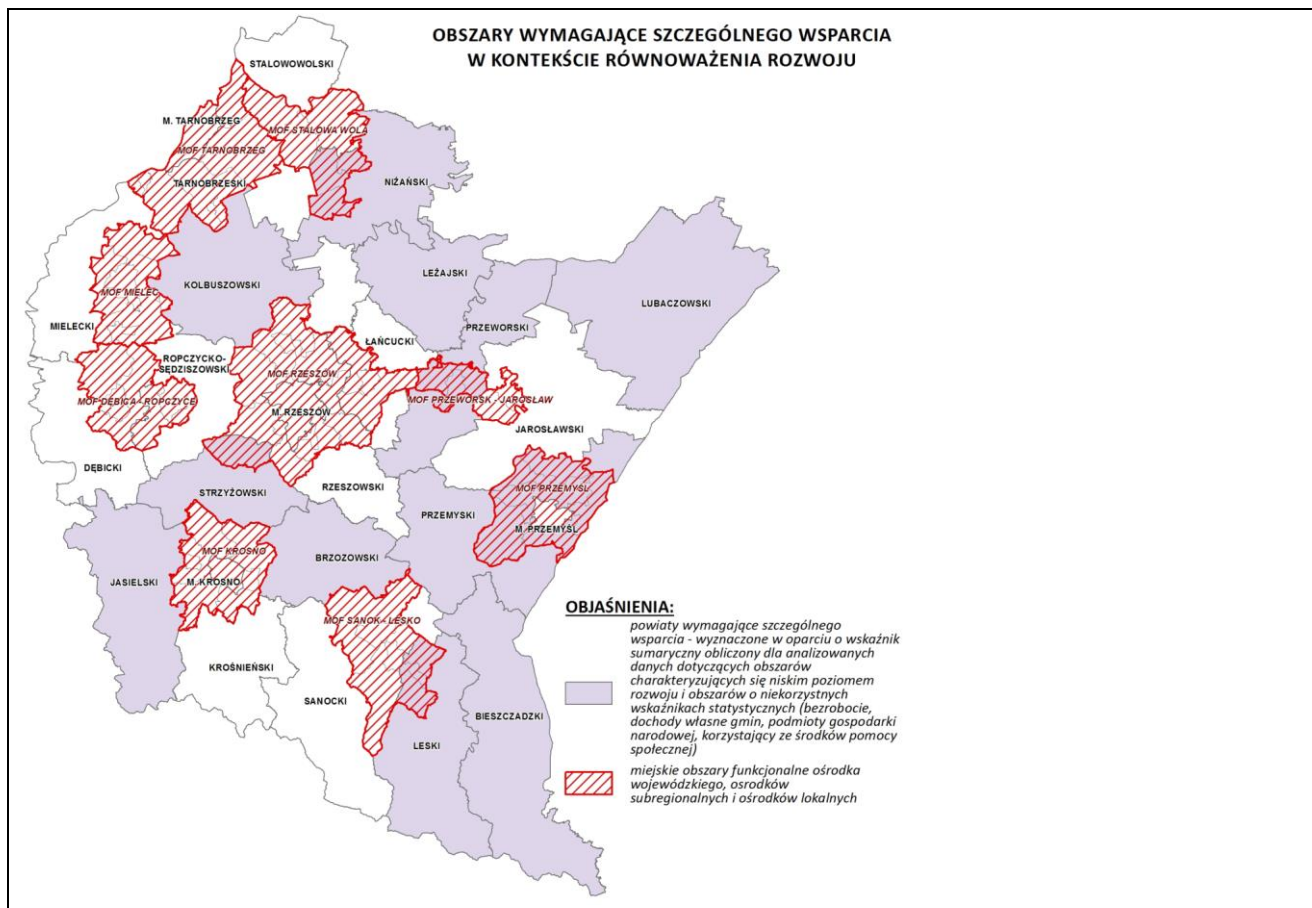 OBSZARY WYMAGAJĄCE SZCZEGÓLNEGO WSPARCIA
W KONTEKŚCIE RÓWNOWAŻENIA ROZWOJU
STALOWOWOLSKI
M. TARNOBRZEG
MOF STALOWA WOLA
MOF TARNOBRZEG
TARNOBRZESKI
NIŻAŃSKI
LEŻAJSKI
KOLBUSZOWSKI
MOF MIELEC
LUBACZOWSKI
MIELECKI
PRZEWORSKI
ŁAŃCUCKI
ROPCZYCKO-
SĘDZISZOWSKI
MOF RZESZÓW
MOF DĘBICA - ROPCZYCE
MOF PRZEWORSK - JAROSŁAW
M. RZESZÓW
JAROSŁAWSKI
DĘBICKI
RZESZOWSKI
STRZYŻOWSKI
MOF PRZEMYŚL
PRZEMYSKI
M. PRZEMYŚL
MOF KROSNO
BRZOZOWSKI
JASIELSKI
M. KROSNO
MOF SANOK - LESKO
KROŚNIEŃSKI
SANOCKI
BIESZCZADZKI
LESKI
OBJAŚNIENIA:
powiaty wymagające szczególnego
wsparcia - wyznaczone w oparciu o wskaźnik
sumaryczny obliczony dla analizowanych
danych dotyczących obszarów
charakteryzujących się niskim poziomem
rozwoju i obszarów o niekorzystnych
wskaźnikach statystycznych (bezrobocie,
dochody własne gmin, podmioty gospodarki
narodowej, korzystający ze środków pomocy
społecznej)
miejskie obszary funkcjonalne ośrodka
wojewódzkiego, osrodków
subregionalnych i ośrodków lokalnych